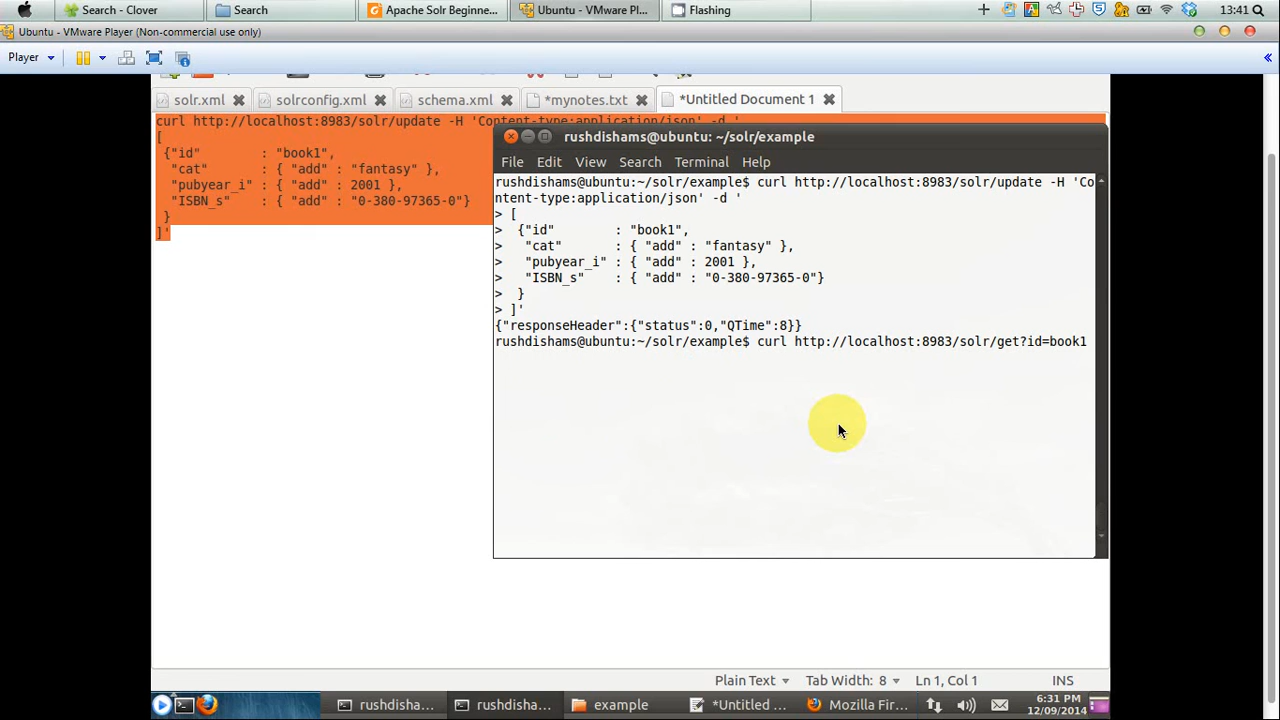 Search - Clover
Search
Apache Solr Beginne...
Ubuntu - VMware Pl...
Flashing
13:41
Ubuntu - VMware Player (Non-commercial use only)
Player
solr.xml
solrconfig.xml
schema.xml
*mynotes.txt
*Untitled Document 1
curl http://localhost:8983/solr/update -H 'Content-type:application/json' -d '
[
{"id" : "book1",
"cat" : { "add" : "fantasy" },
"pubyear_i" : { "add" : 2001 },
"ISBN_s" : { "add" : "0-380-97365-0"}
}
]'
rushdishams@ubuntu: ~/solr/example
File Edit View Search Terminal Help
rushdishams@ubuntu:~/solr/example$ curl http://localhost:8983/solr/update -H 'Co
ntent-type:application/json' -d '
> [
> {"id" : "book1",
> "cat" : { "add" : "fantasy" },
> "pubyear_i" : { "add" : 2001 },
> "ISBN_s" : { "add" : "0-380-97365-0"}
> }
> ]'
{"responseHeader":{"status":0,"QTime":8}}
rushdishams@ubuntu:~/solr/example$ curl http://localhost:8983/solr/get?id=book1
Plain Text Tab Width: 8 Ln 1, Col 1 INS
rushdisham...
rushdisham...
example
*Untitled ...
Mozilla Fir...
6:31 PM
12/09/2014